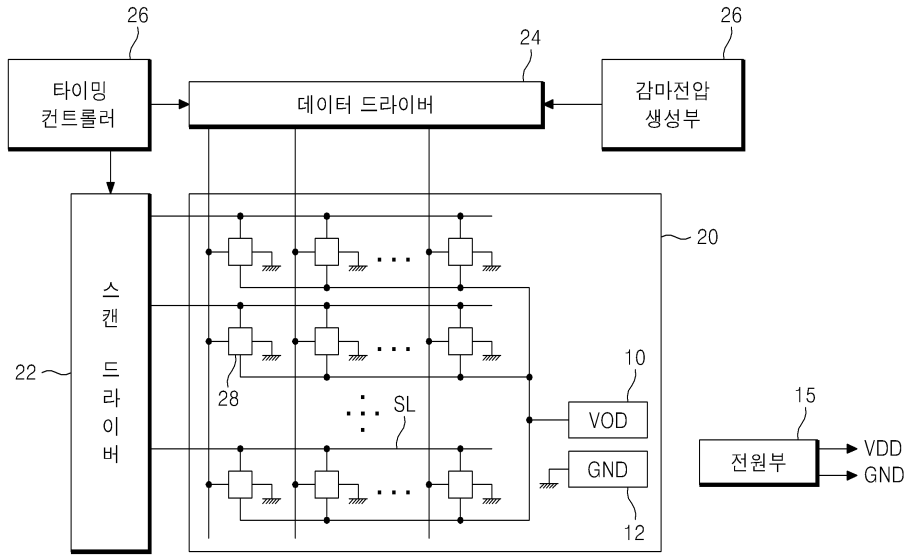 26
24
26
타이밍
컨트롤러
데이터 드라이버
감마전압
생성부
20
스캔 드라이버
22
28
SL
10
VOD
GND
12
15
전원부
VDD
GND